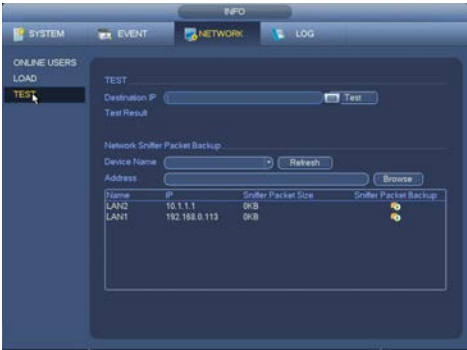 INFO
SYSTEM EVENT NETWORK LOG
ONLINE USERS
LOAD
TEST
TEST
Destination IP Test
Test Result
Network Sniffer Packet Backup
Device Name Refresh
Address Browse
Name IP Sniffer Packet Size Sniffer Packet Backup
LAN2 10.1.1.1 0KB
LAN1 192.168.0.113 0KB